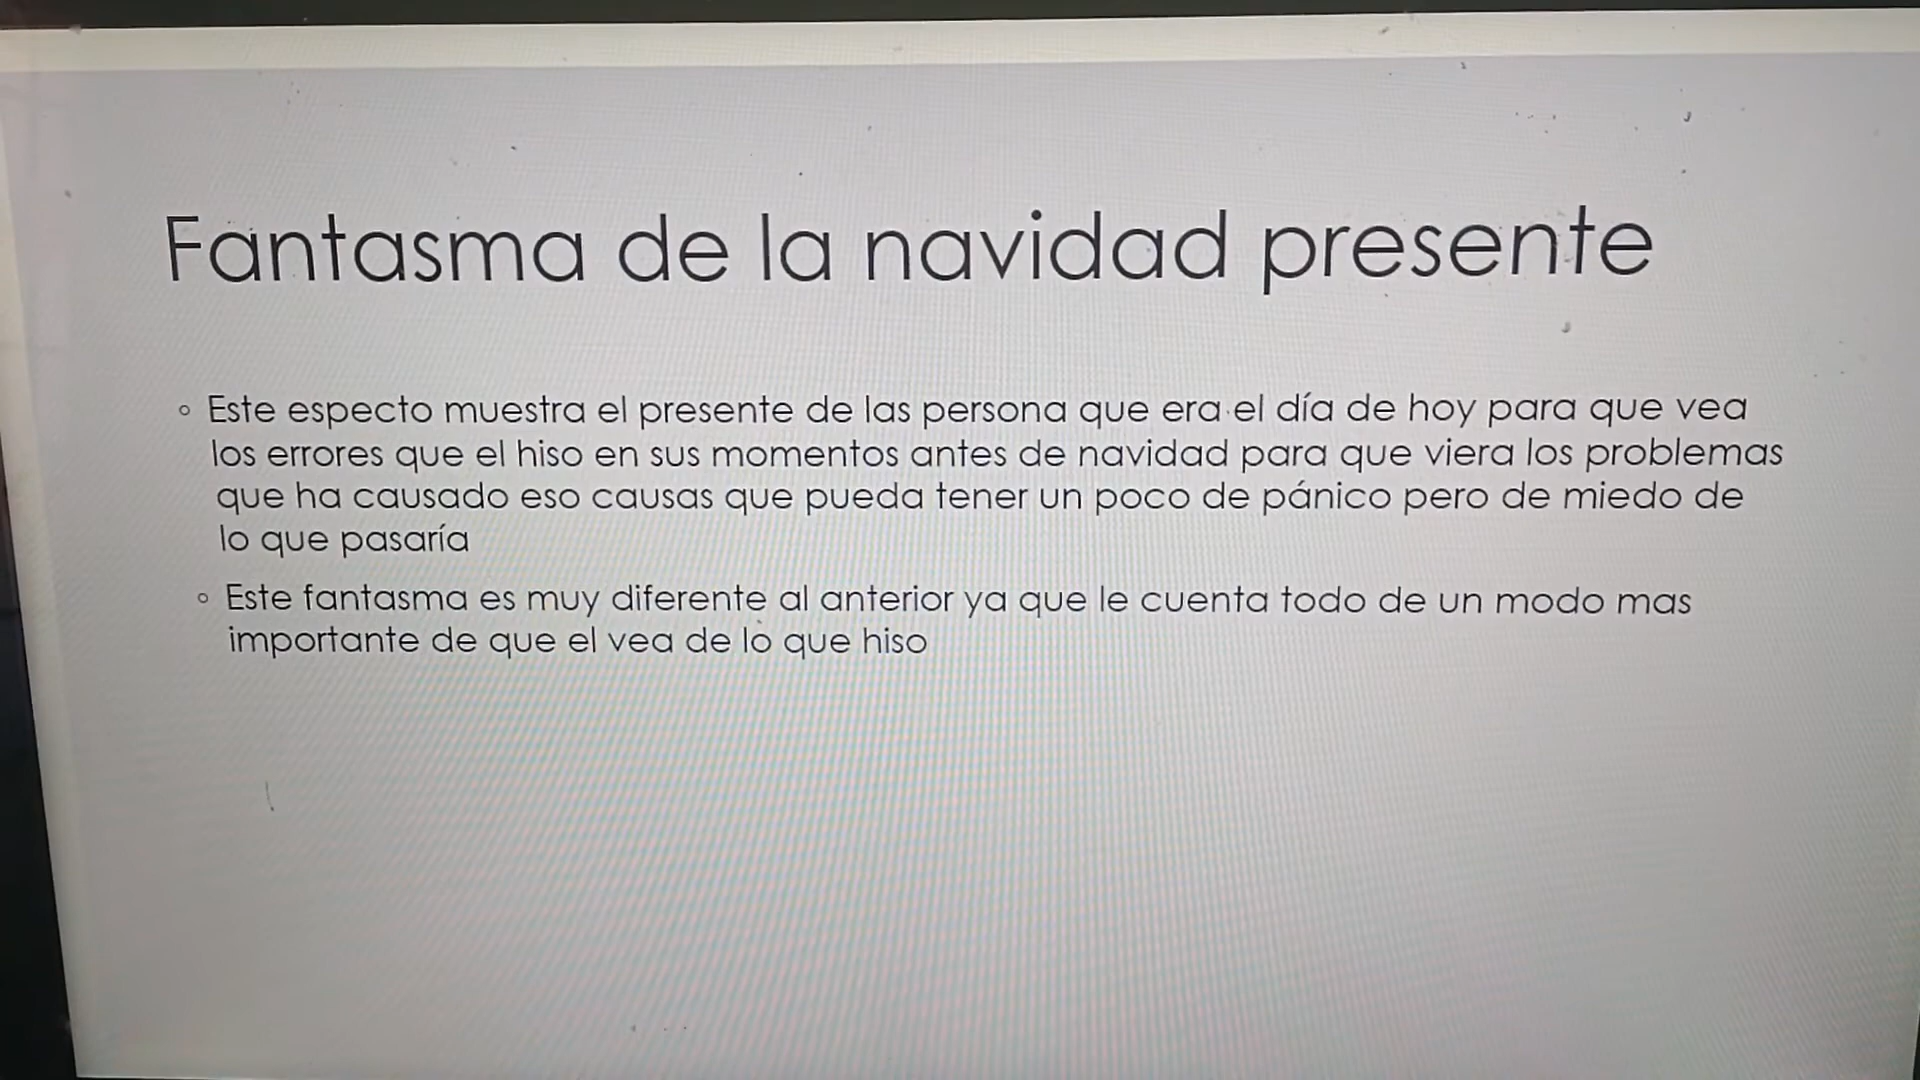 Fantasma de la navidad presente
Este especto muestra el presente de las persona que era el día de hoy para que vea
los errores que el hiso en sus momentos antes de navidad para que viera los problemas
que ha causado eso causas que pueda tener un poco de pánico pero de miedo de
lo que pasaría
Este fantasma es muy diferente al anterior ya que le cuenta todo de un modo mas
importante de que el vea de lo que hiso